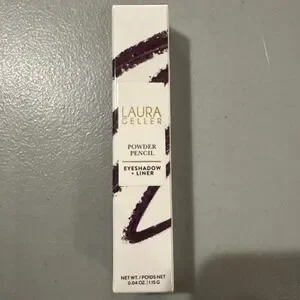 LAURA
GELLER
POWDER
PENCIL
EYESHADOW
+ LINER
NET WT. / POIDS NET
0.04 OZ. | 1.15 G